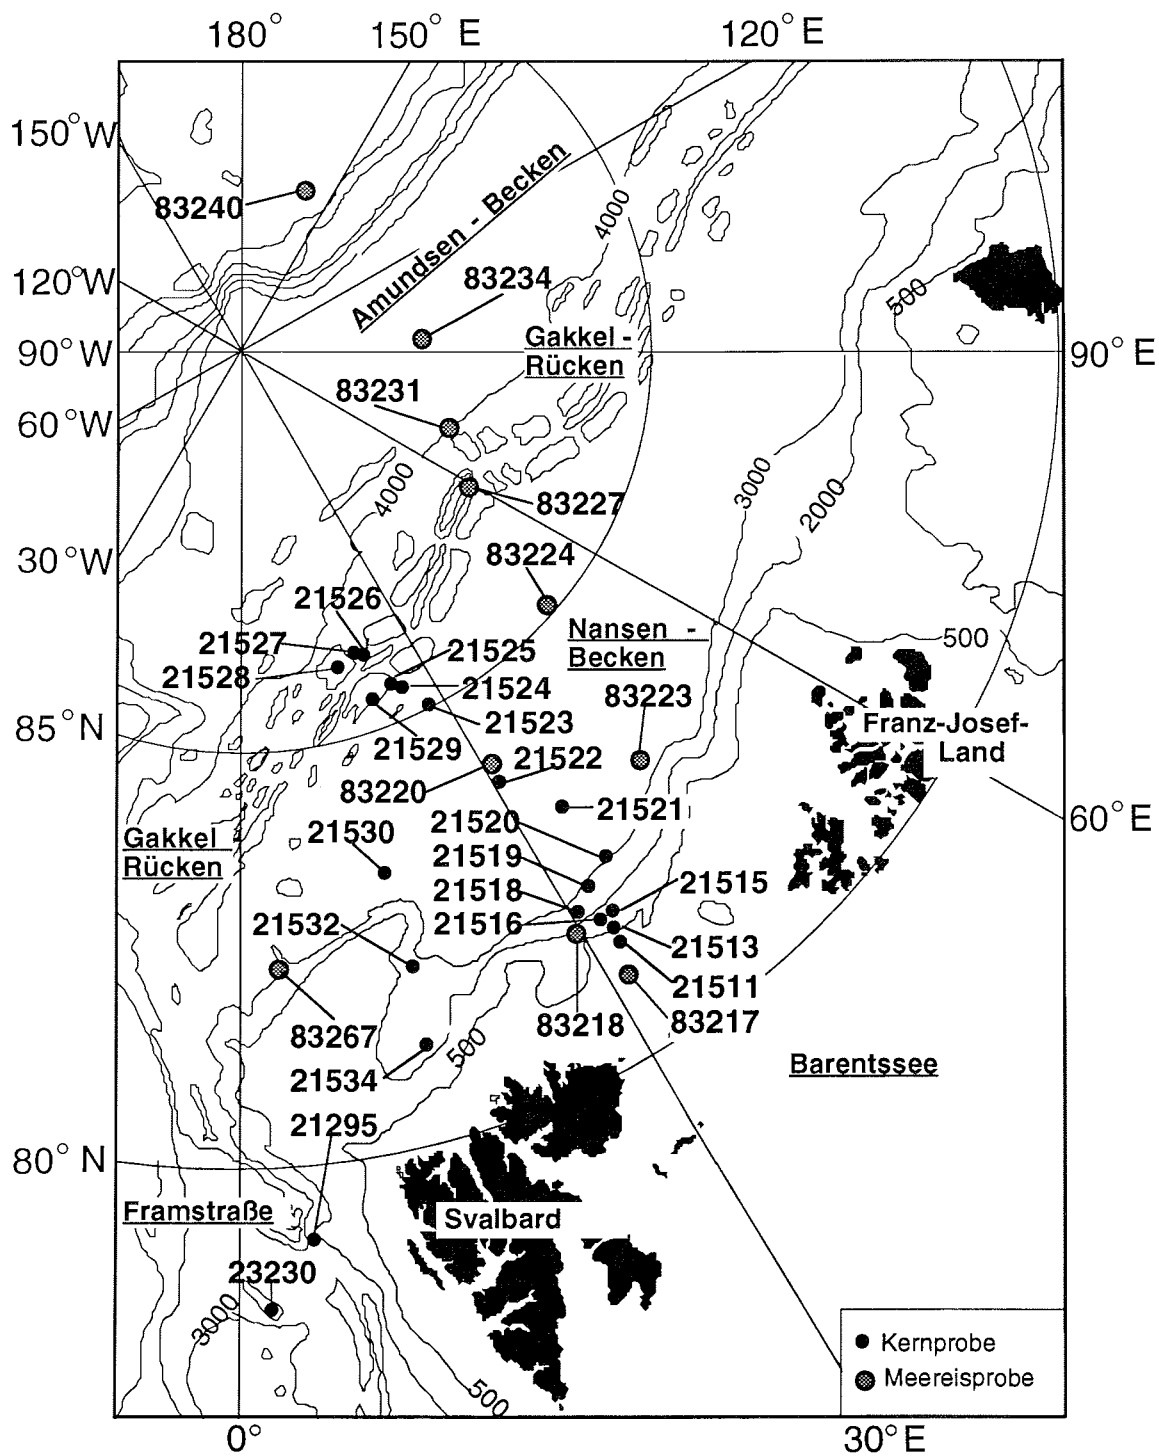 180° 150° E 120° E
150° W
83240
Amundsen - Becken
4000
83234
120° W
500
Gakkel -
Rücken
90° W
90° E
83231
60° W
4000
3000
2000
83227
83224
30° W
21526
21527
21528
21525
21524
21523
Nansen -
Becken
500
83223
85° N
21529
Franz-Josef-
Land
21522
83220
21521
21520
60° E
Gakkel
Rücken
21530
21519
21518
21516
21515
21532
21513
21511
83267
83218
83217
500
21534
Barentssee
21295
80° N
Framstraße
Svalbard
23230
3000
500
Kernprobe
Meereisprobe
0° 30° E